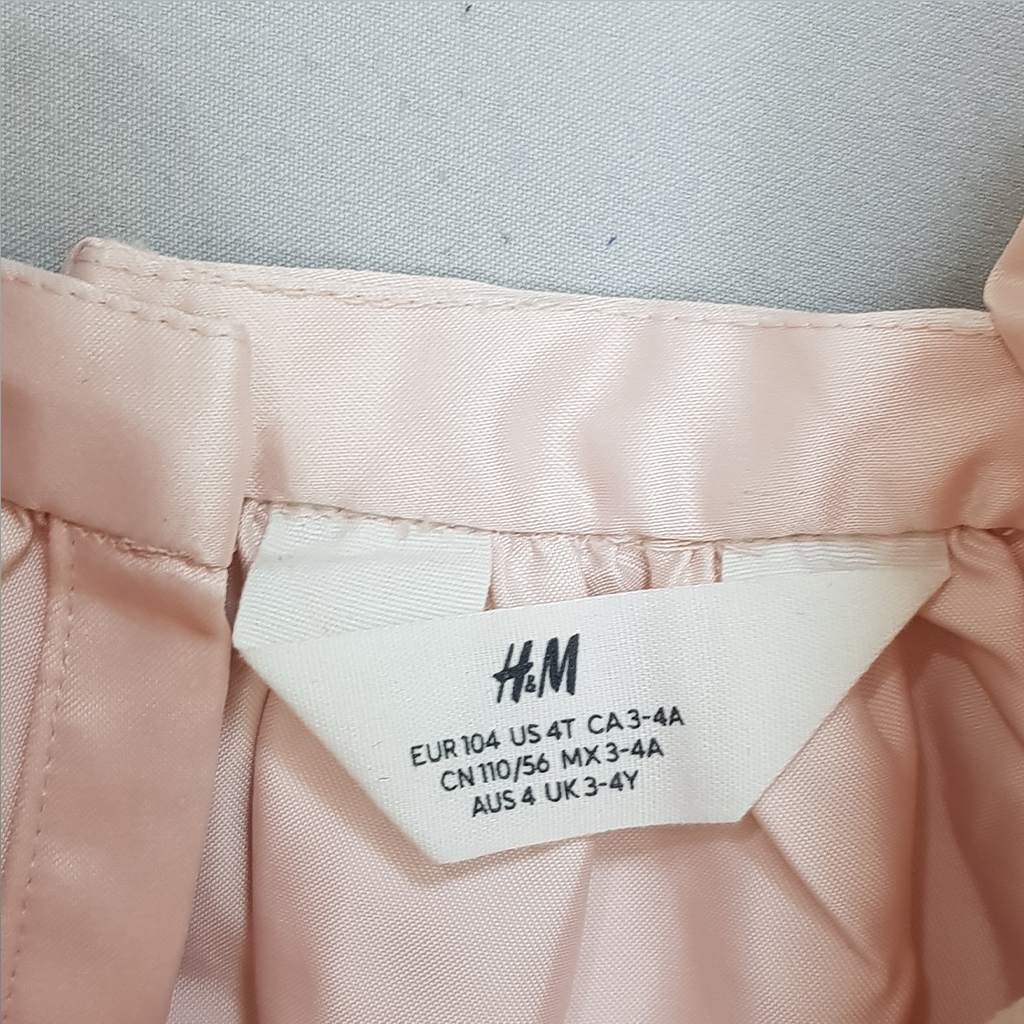 H&M
EUR 104 US 4T CA 3-4A
CN 110/56 MX 3-4A
AUS 4 UK 3-4Y